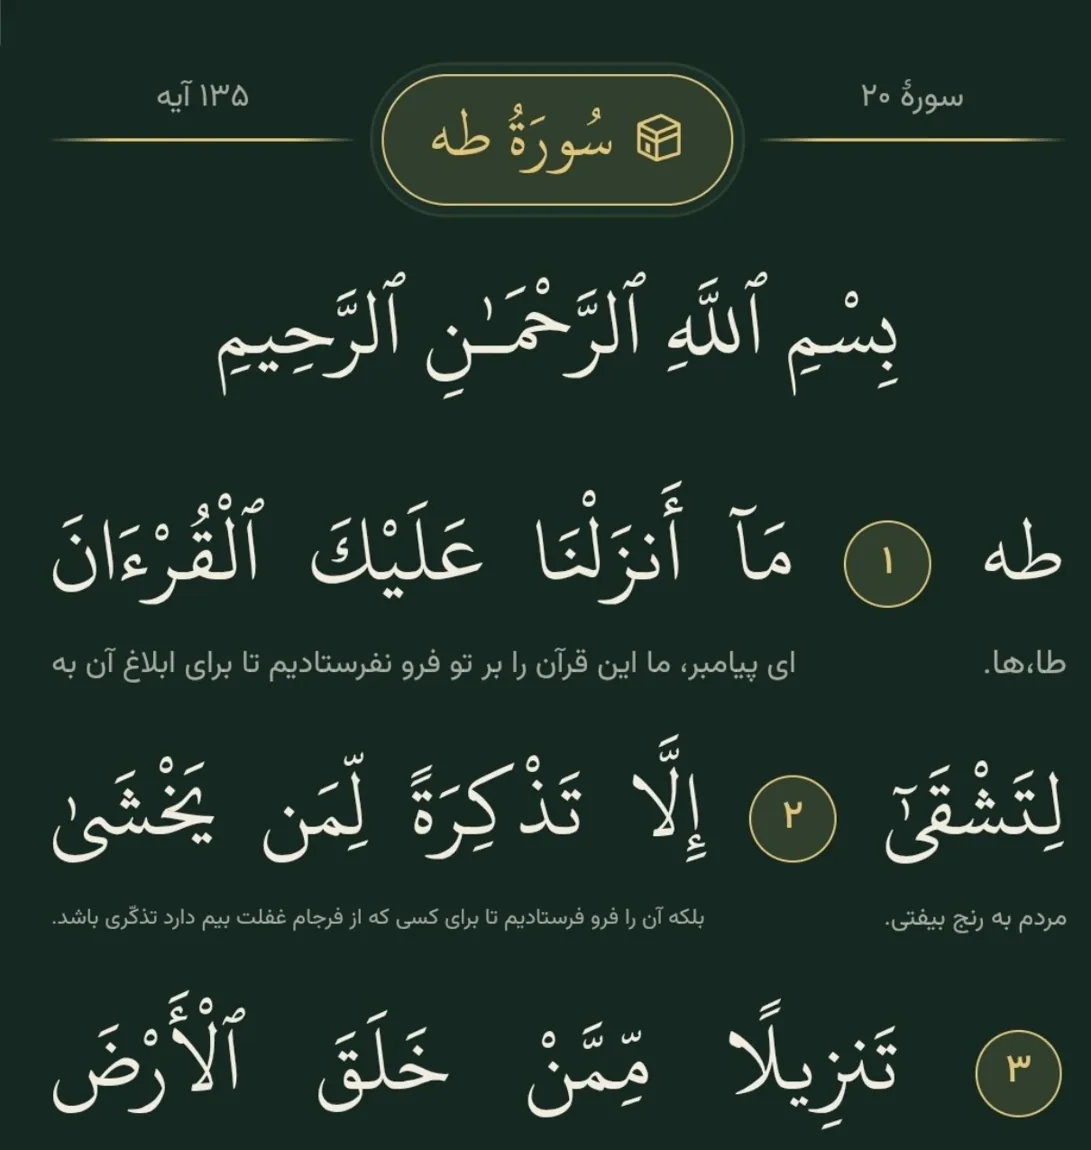 سورهٔ ۲۰
سُورَةُ طه
۱۳۵ آیه
بِسْمِ ٱللَّهِ ٱلرَّحْمَـٰنِ ٱلرَّحِيمِ
طه ۱ مَآ أَنزَلْنَا عَلَيْكَ ٱلْقُرْءَانَ
طا،ها. ای پیامبر، ما این قرآن را بر تو فرو نفرستادیم تا برای ابلاغ آن به
لِتَشْقَىٰٓ ۲ إِلَّا تَذْكِرَةً لِّمَن يَخْشَىٰ
مردم به رنج بیفتی. بلکه آن را فرو فرستادیم تا برای کسی که از فرجام غفلت بیم دارد تذکّری باشد.
۳ تَنزِيلًا مِّمَّنْ خَلَقَ ٱلْأَرْضَ